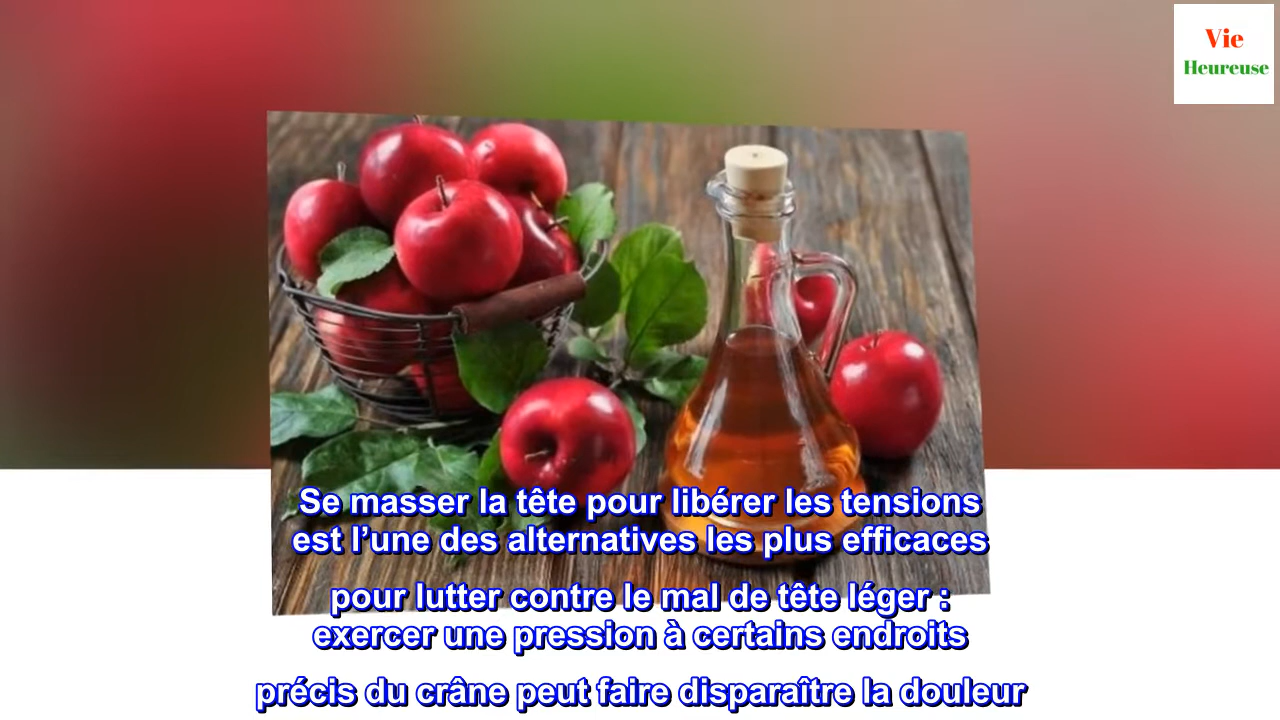 Vie
Heureuse
Se masser la tête pour libérer les tensions
est l’une des alternatives les plus efficaces
pour lutter contre le mal de tête léger :
exercer une pression à certains endroits
précis du crâne peut faire disparaître la douleur